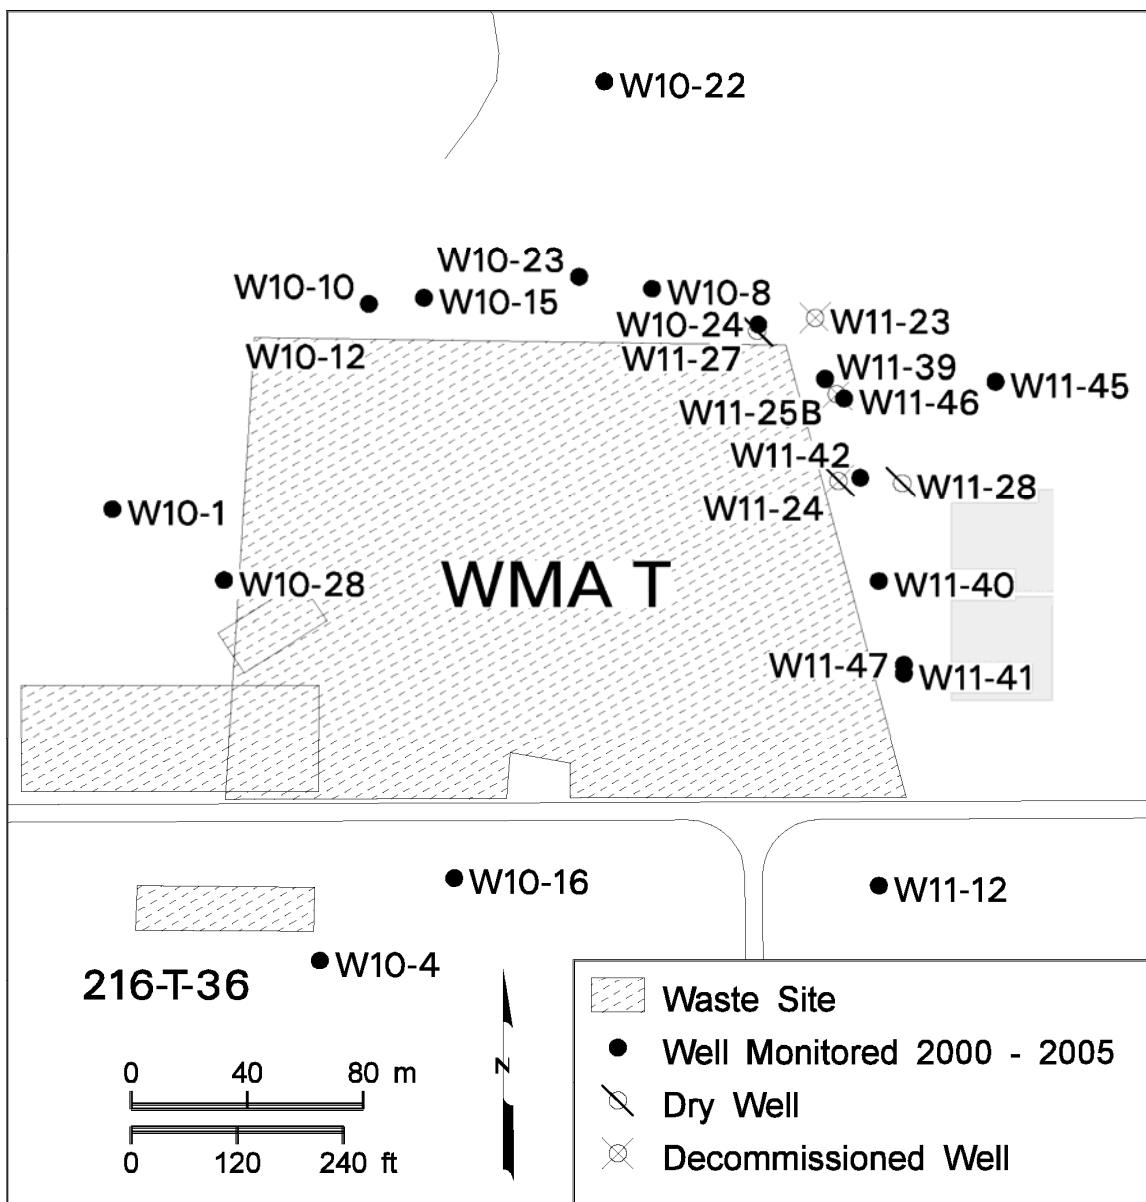 W10-22
W10-23
W10-10
W10-15
W10-8
W10-24
W11-23
W10-12
W11-27
W11-39
W11-45
W11-25B
W11-46
W11-42
W11-28
W11-24
W10-1
WMA T
W10-28
W11-40
W11-47
W11-41
W10-16
W11-12
W10-4
216-T-36
0 40 80 m
0 120 240 ft
N
Waste Site
Well Monitored 2000 - 2005
Dry Well
Decommissioned Well